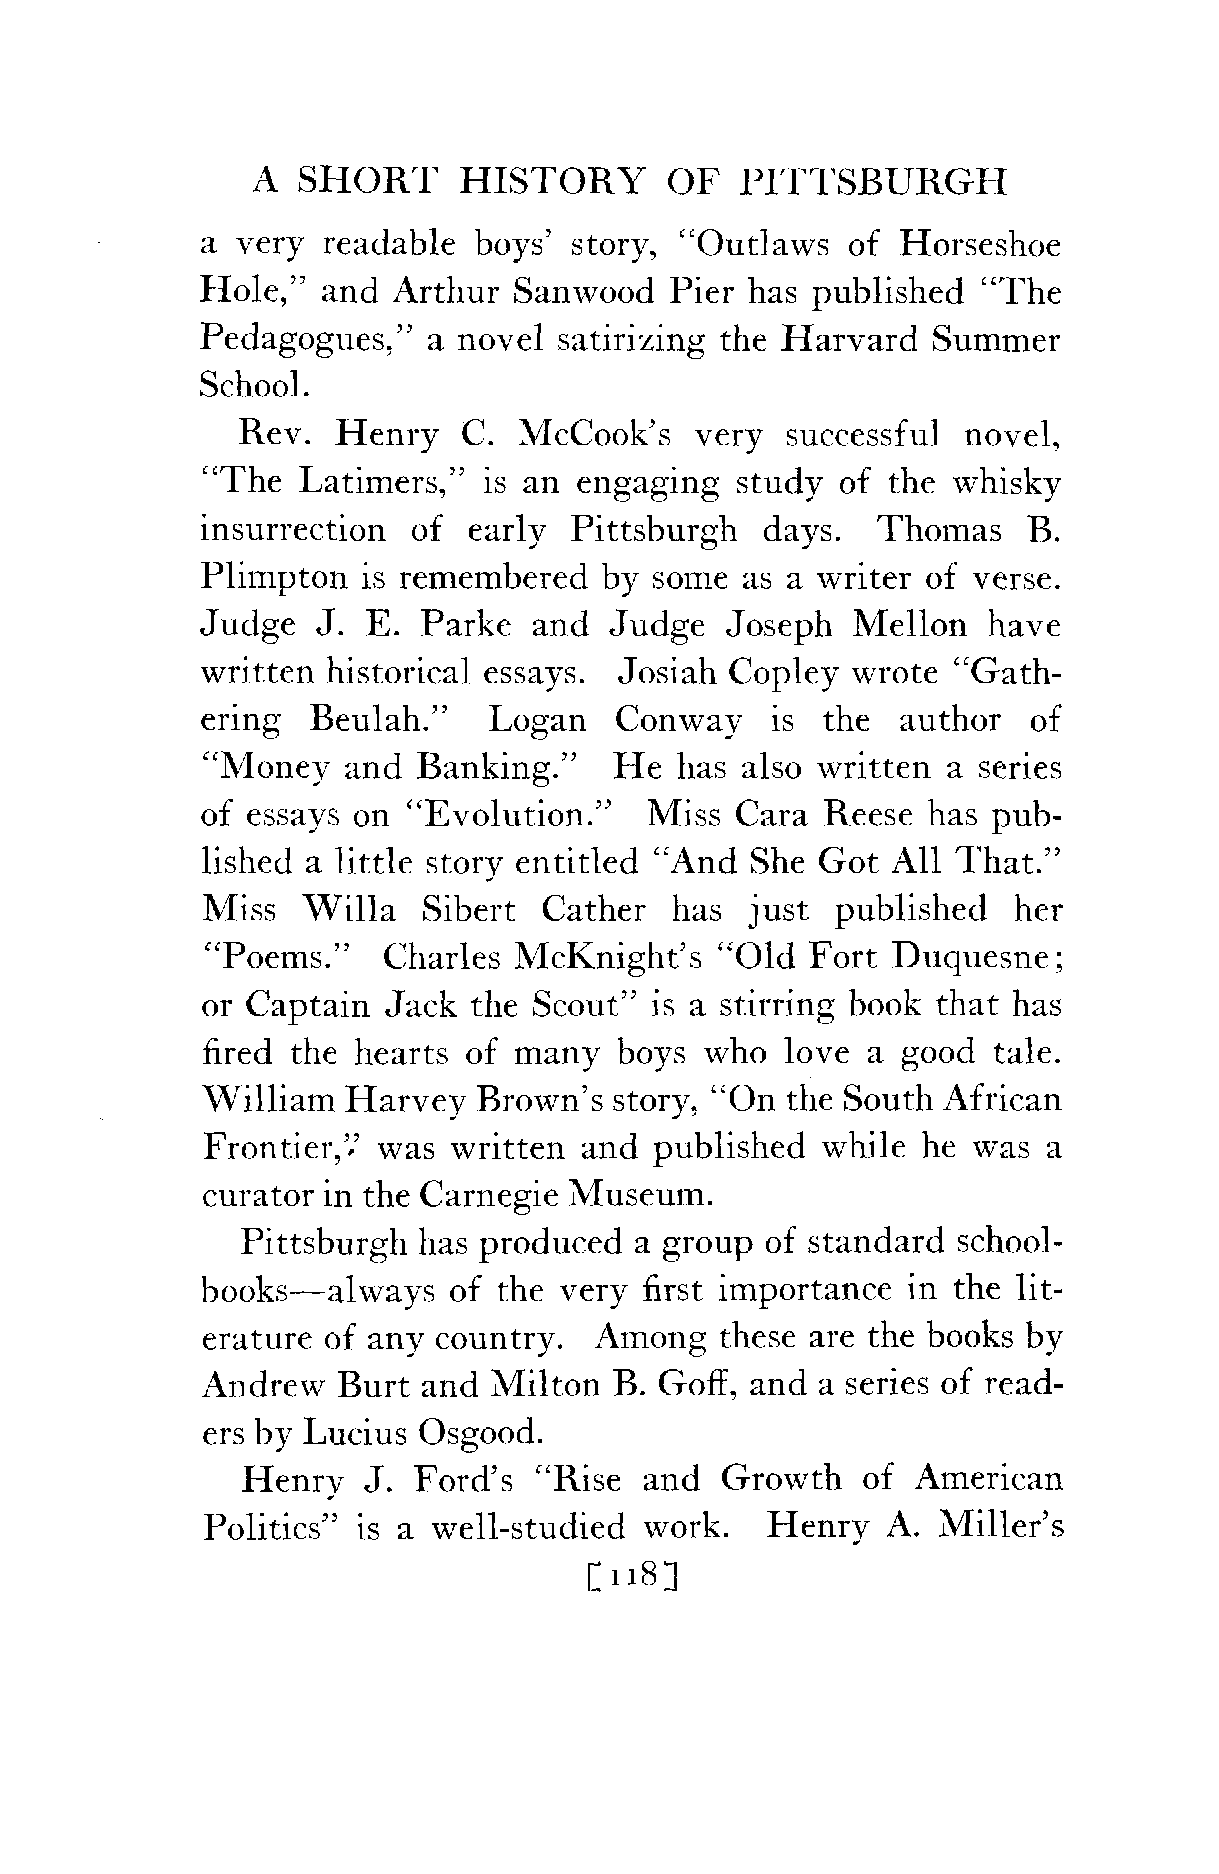 A SHORT HISTORY OF PITTSBURGH
a very readable boys' story, "Outlaws of Horseshoe
Hole," and Arthur Sanwood Pier has published "The
Pedagogues," a novel satirizing the Harvard Summer
School.
Rev. Henry C. McCook's very successful novel,
"The Latimers," is an engaging study of the whisky
insurrection of early Pittsburgh days. Thomas B.
Plimpton is remembered by some as a writer of verse.
Judge J. E. Parke and Judge Joseph Mellon have
written historical essays. Josiah Copley wrote "Gath-
ering Beulah." Logan Conway is the author of
"Money and Banking." He has also written a series
of essays on "Evolution." Miss Cara Reese has pub-
lished a little story entitled "And She Got All That."
Miss Willa Sibert Cather has just published her
"Poems." Charles McKnight's "Old Fort Duquesne;
or Captain Jack the Scout" is a stirring book that has
fired the hearts of many boys who love a good tale.
William Harvey Brown's story, "On the South African
Frontier," was written and published while he was a
curator in the Carnegie Museum.
Pittsburgh has produced a group of standard school-
books—always of the very first importance in the lit-
erature of any country. Among these are the books by
Andrew Burt and Milton B. Goff, and a series of read-
ers by Lucius Osgood.
Henry J. Ford's "Rise and Growth of American
Politics" is a well-studied work. Henry A. Miller's
[118]